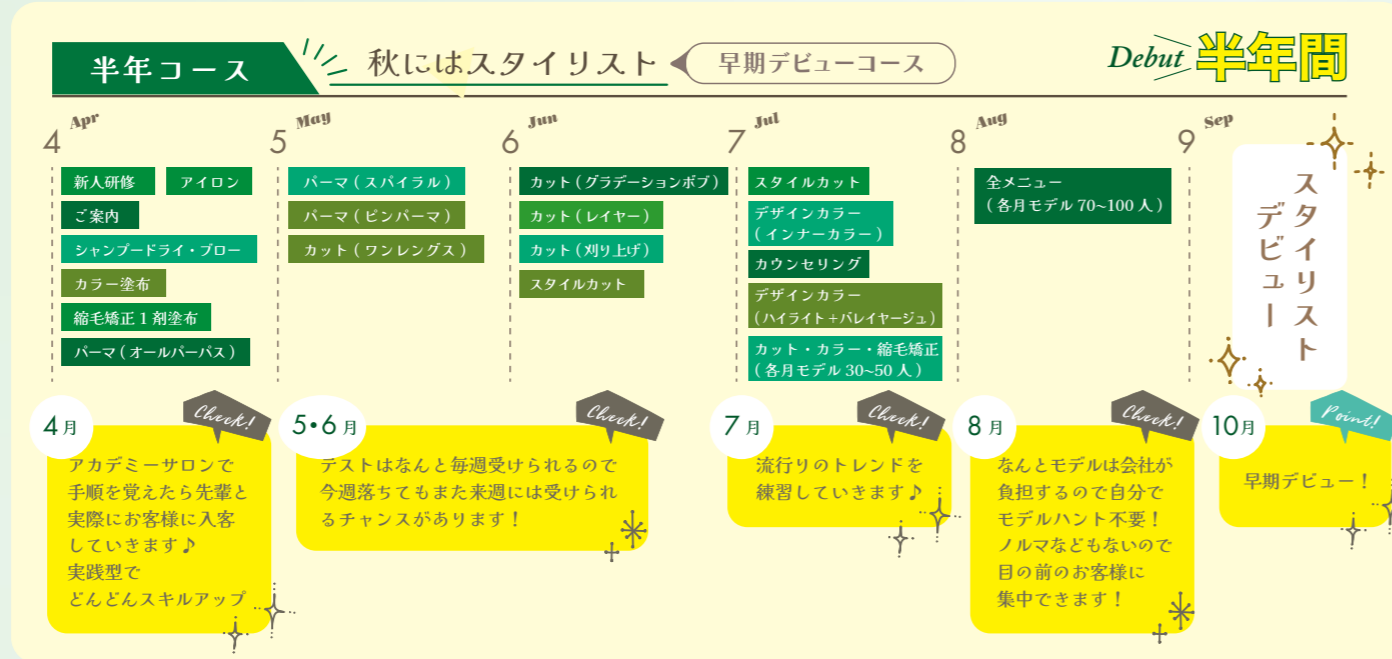 半年コース
秋にはスタイリスト
早期デビューコース
Debut 半年間
4 Apr
5 May
6 Jun
7 Jul
8 Aug
9 Sep
新人研修
アイロン
ご案内
シャンプードライ・ブロー
カラー塗布
縮毛矯正1剤塗布
パーマ(オールパーパス)
パーマ(スパイラル)
パーマ(ピンパーマ)
カット(ワンレングス)
カット(グラデーションボブ)
カット(レイヤー)
カット(刈り上げ)
スタイルカット
スタイルカット
デザインカラー
(インナーカラー)
カウンセリング
デザインカラー
(ハイライト+バレイヤージュ)
カット・カラー・縮毛矯正
(各月モデル30~50人)
全メニュー
(各月モデル70~100人)
スタイリスト
デビュー
4月
Check!
アカデミーサロンで
手順を覚えたら先輩と
実際にお客様に入客
していきます♪
実践型で
どんどんスキルアップ
5•6月
Check!
テストはなんと毎週受けられるので
今週落ちてもまた来週には受けられ
るチャンスがあります!
7月
Check!
流行りのトレンドを
練習していきます♪
8月
Check!
なんとモデルは会社が
負担するので自分で
モデルハント不要!
ノルマなどもないので
目の前のお客様に
集中できます!
10月
Point!
早期デビュー!